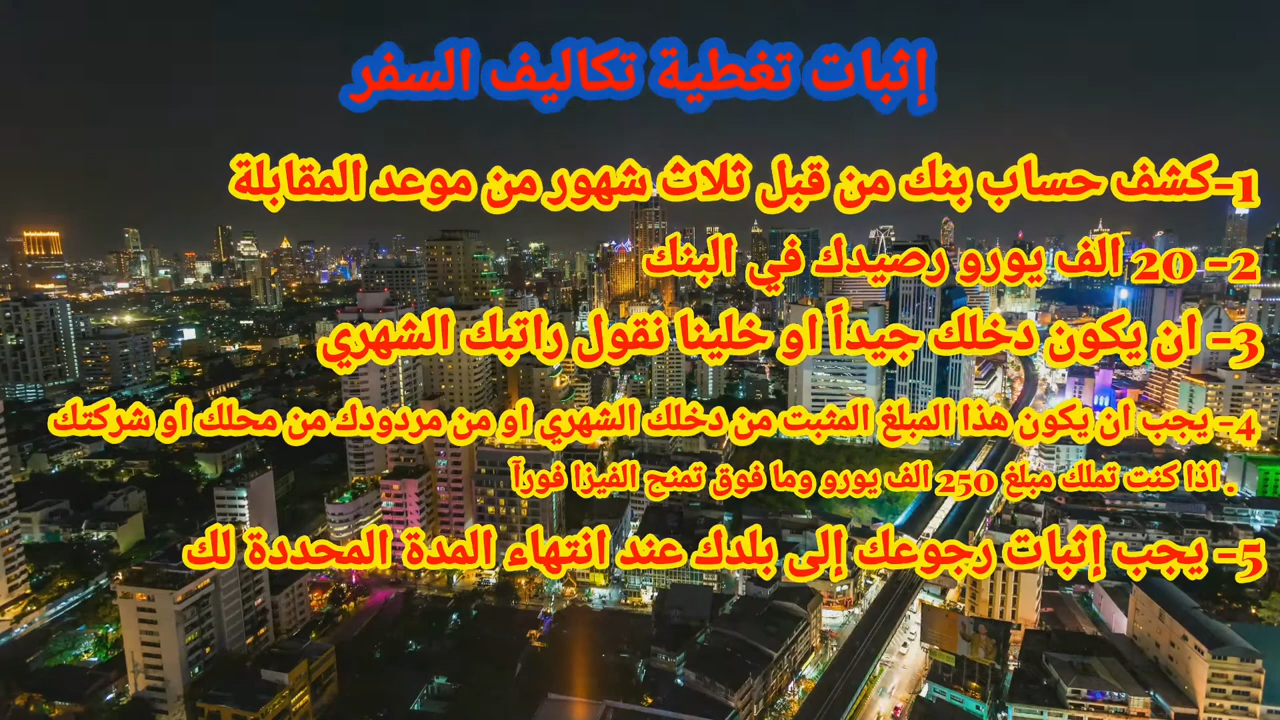 إثبات تغطية تكاليف السفر
1-كشف حساب بنك من قبل ثلاث شهور من موعد المقابلة
2- 20 الف يورو رصيدك في البنك
3- ان يكون دخلك جيداً او خلينا نقول راتبك الشهري
4- يجب ان يكون هذا المبلغ المثبت من دخلك الشهري او من مردودك من محلك او شركتك
. اذا كنت تملك مبلغ 250 الف يورو وما فوق تمنح الفيزا فورآ
5- يجب إثبات رجوعك إلى بلدك عند انتهاء المدة المحددة لك